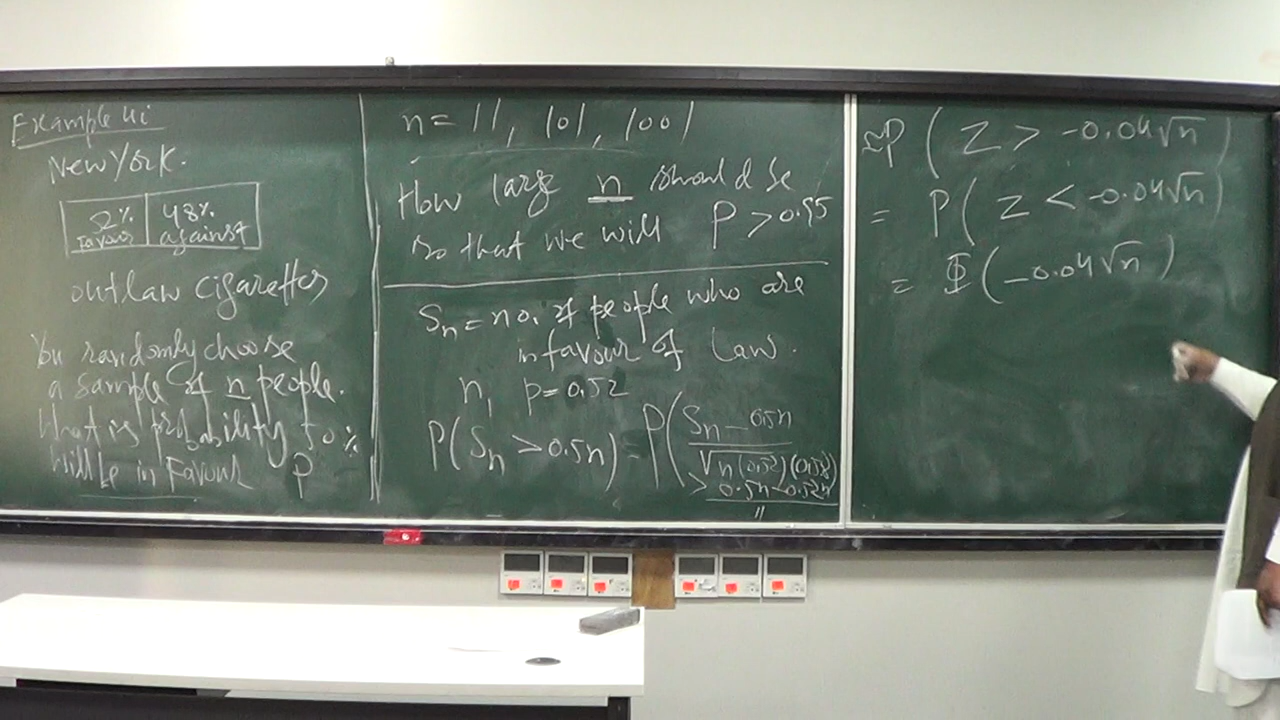 Example 4i
New York.
52% 48%
Favour against
outlaw cigarettes
You randomly choose
a sample of n people.
What is probability 50%
will be in Favour P
n = 11, 101, 1001
How large n should be
so that we will P > 0.95
Sn = no. of people who are
in favour of law.
n, p = 0.52
P(Sn > 0.5n) = P(Sn - 0.5n
√n(0.52)(0.48)
> 0.5n - 0.52n
"
≈P(Z > -0.04√n)
= P(Z < -0.04√n)
= Φ(-0.04√n)